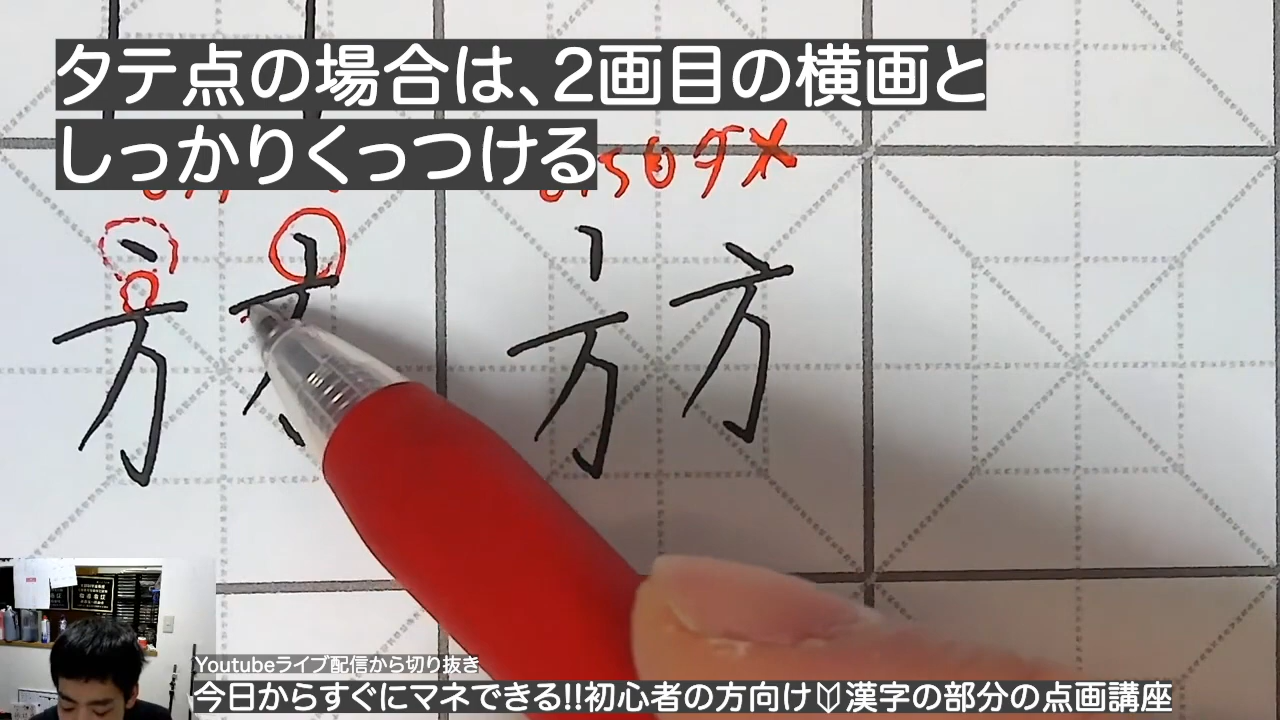 タテ点の場合は、2画目の横画と
しっかりくっつける
方 方 方 方
Youtubeライブ配信から切り抜き
今日からすぐにマネできる!!初心者の方向け🔰漢字の部分の点画講座